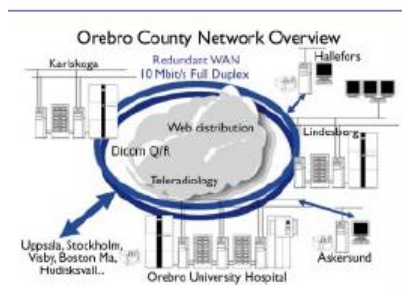 Orebro County Network Overview
Karlskoga
Redundant WAN
10 Mbit/s Full Duplex
Hallefors
Web distribution
Lindesberg
Dicom Q/R
Teleradiology
Uppsala, Stockholm,
Visby, Boston Ma,
Hudiksvall...
Orebro University Hospital
Askersund